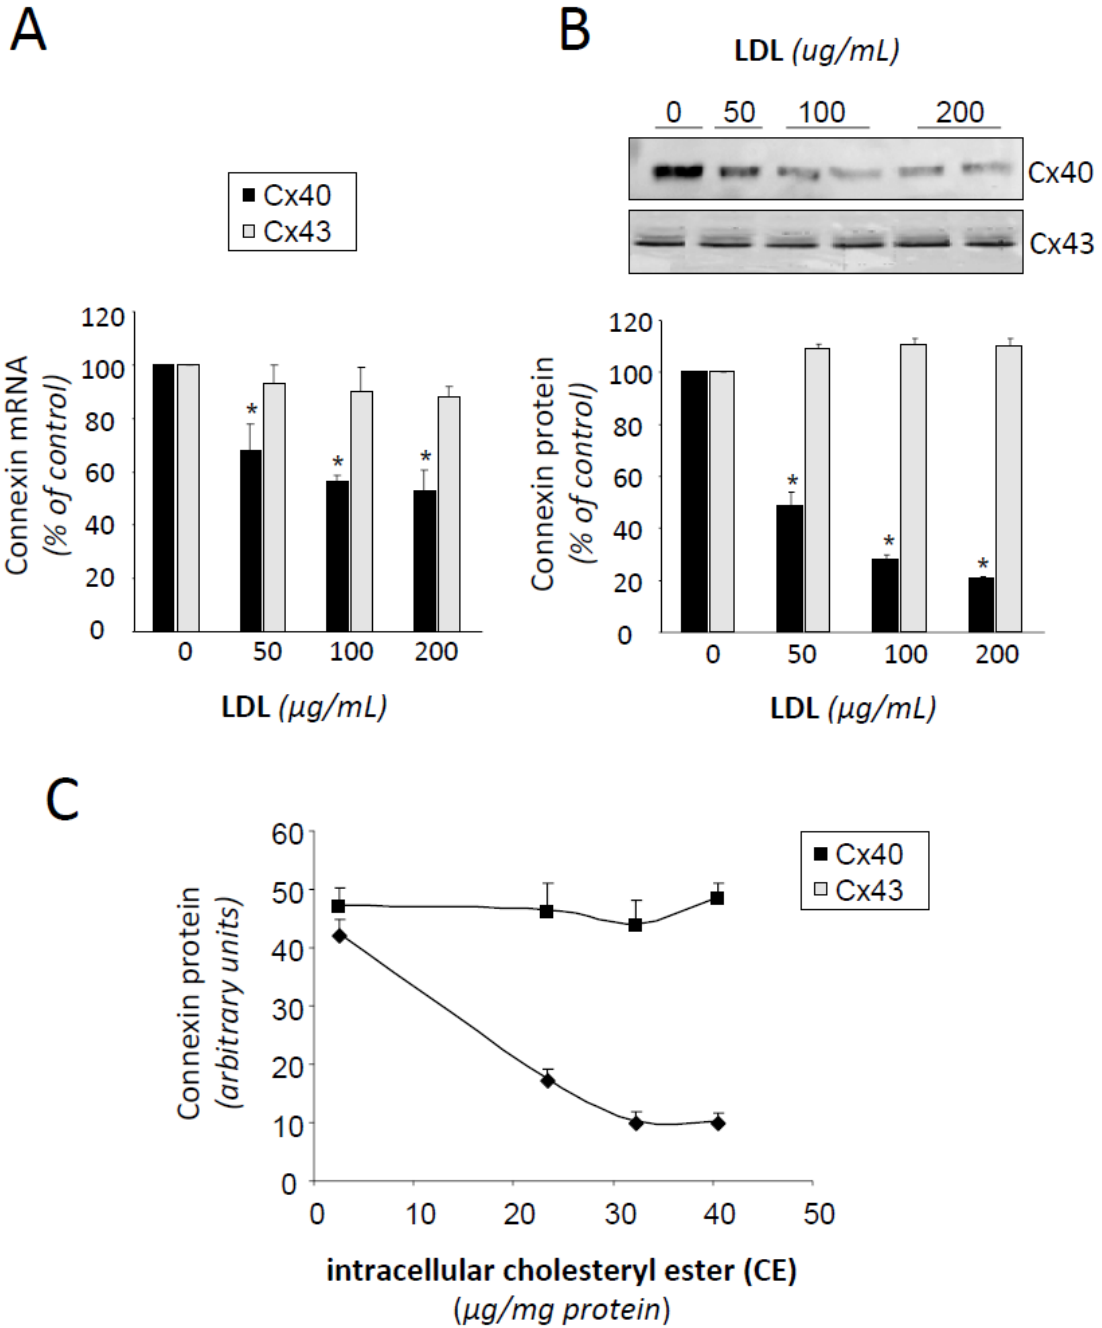 A
Cx40
Cx43
Connexin mRNA
(% of control)
120
100
80
60
40
20
0
*
*
*
0 50 100 200
LDL (µg/mL)
B
LDL (ug/mL)
0 50 100 200
Cx40
Cx43
Connexin protein
(% of control)
120
100
80
60
40
20
0
*
*
*
0 50 100 200
LDL (µg/mL)
C
Cx40
Cx43
Connexin protein
(arbitrary units)
60
50
40
30
20
10
0
0 10 20 30 40 50
intracellular cholesteryl ester (CE)
(µg/mg protein)